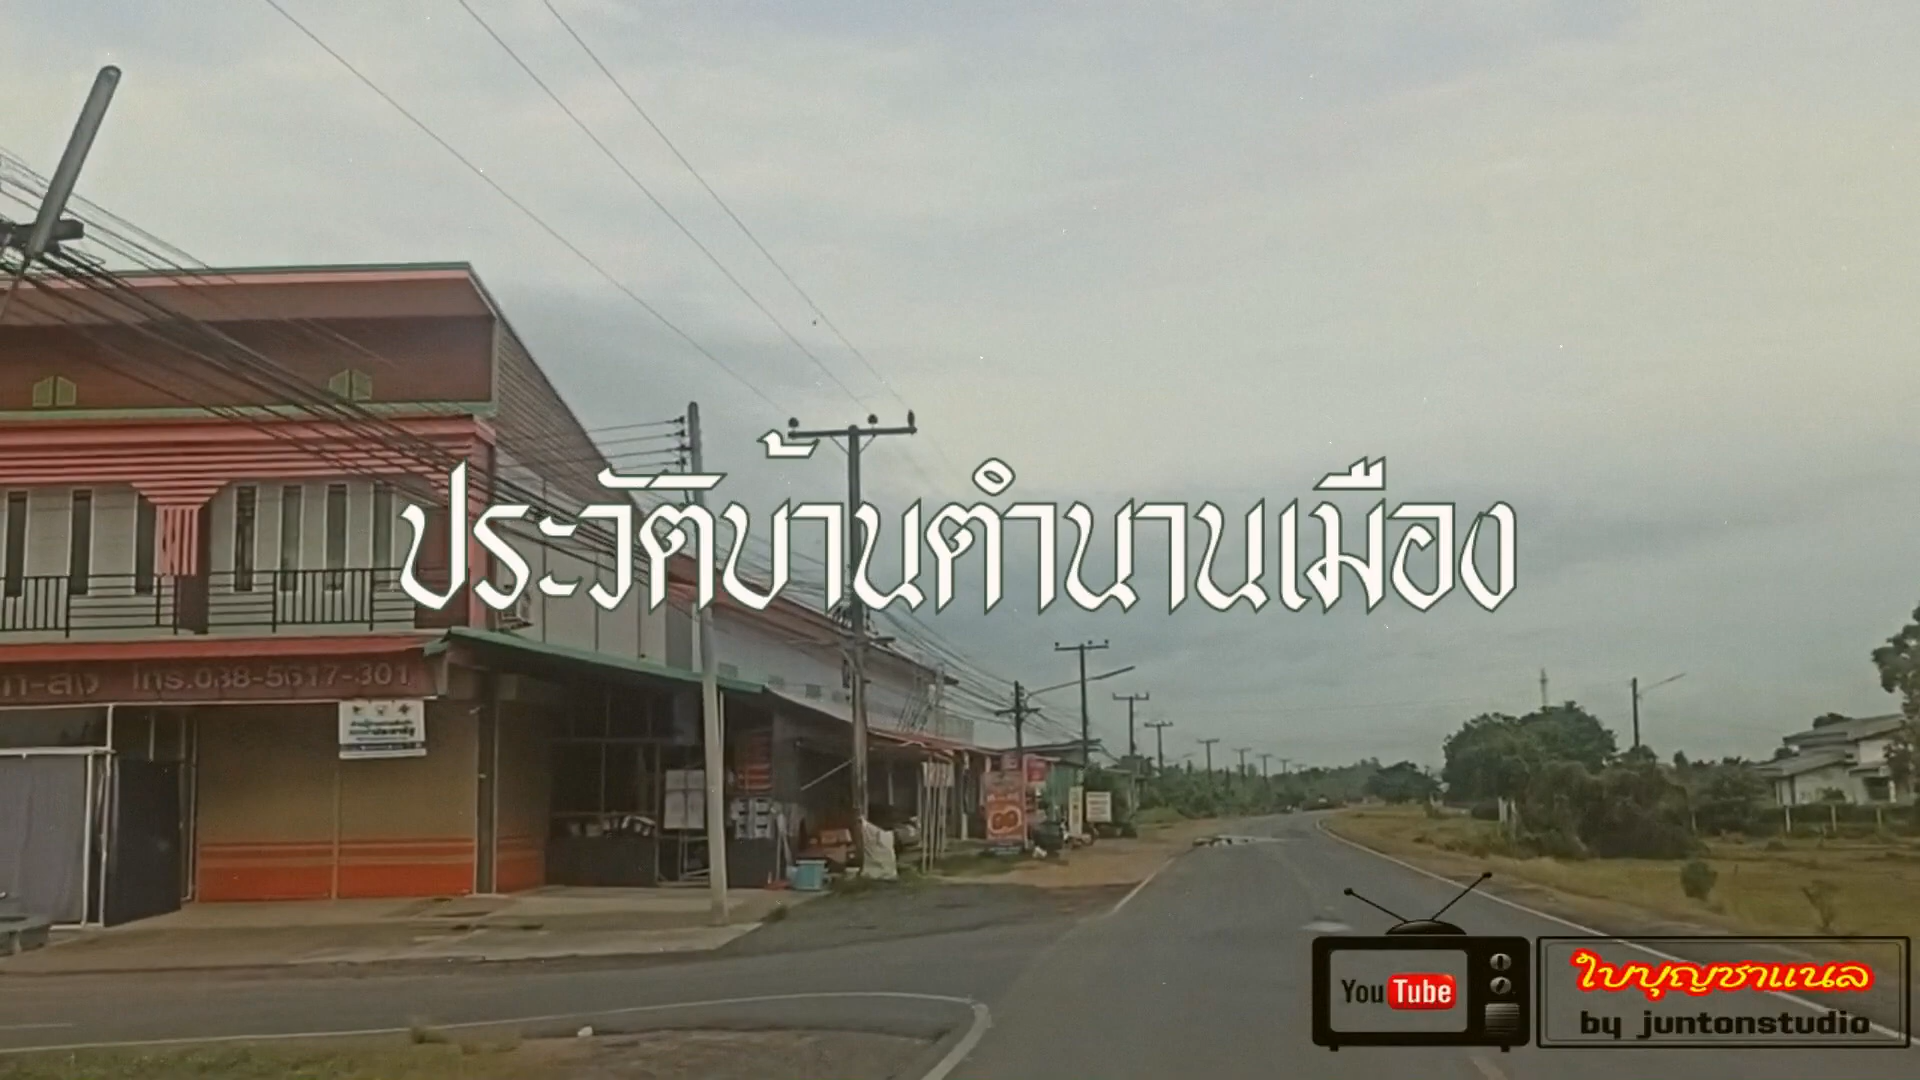 ประวัติบ้านตำนานเมือง
โทร.038-5617-301
YouTube
ใบบุญชาแนล
by juntonstudio